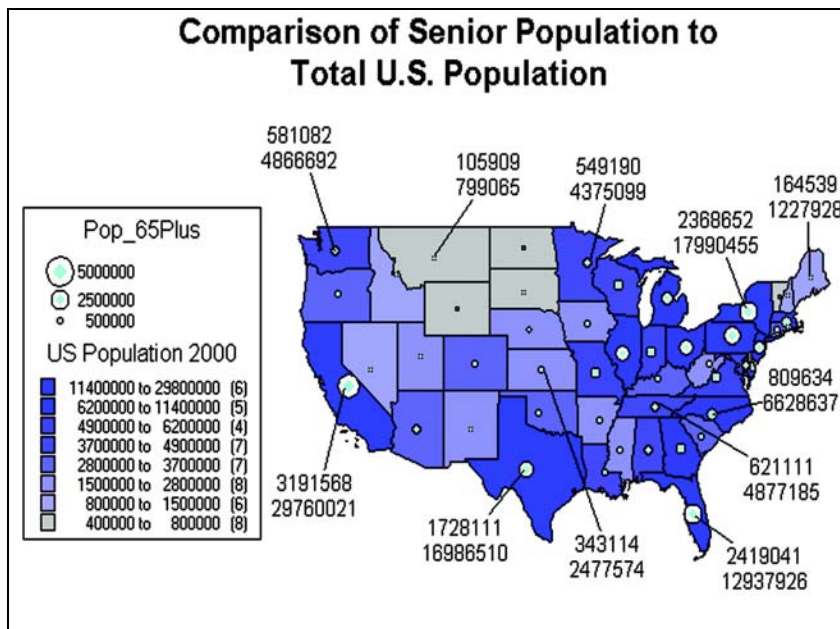 Comparison of Senior Population to
Total U.S. Population
581082
4866692
105909
799065
549190
4375099
164539
1227928
2368652
17990455
Pop_65Plus
5000000
2500000
500000
US Population 2000
11400000 to 29800000 (6)
6200000 to 11400000 (5)
4900000 to 6200000 (4)
3700000 to 4900000 (7)
2800000 to 3700000 (7)
1500000 to 2800000 (8)
800000 to 1500000 (6)
400000 to 800000 (8)
809634
6628637
3191568
29760021
621111
4877185
1728111
16986510
343114
2477574
2419041
12937926